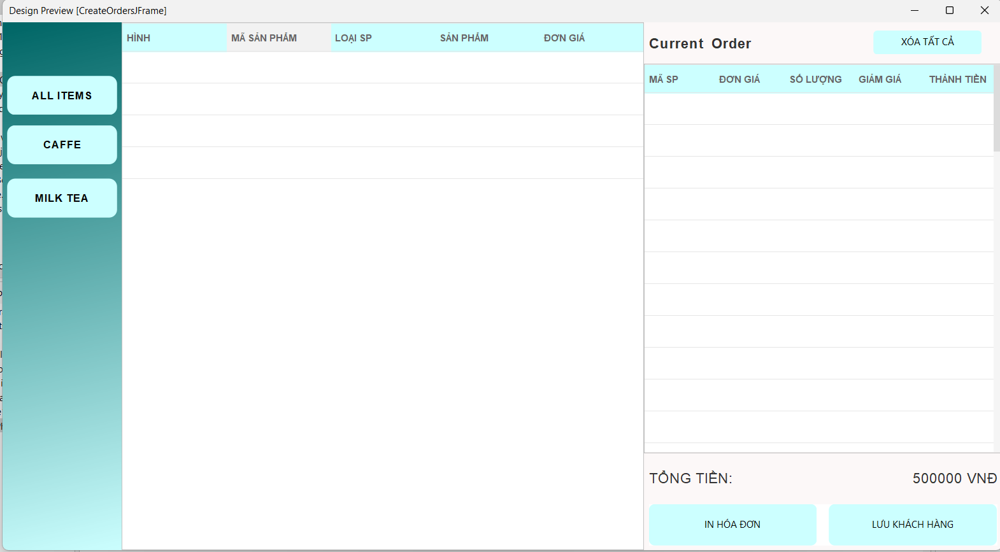 Design Preview [CreateOrdersJFrame]
ALL ITEMS
CAFFE
MILK TEA
HÌNH MÃ SẢN PHẨM LOẠI SP SẢN PHẨM ĐƠN GIÁ
Current Order
XÓA TẤT CẢ
MÃ SP ĐƠN GIÁ SỐ LƯỢNG GIẢM GIÁ THÀNH TIỀN
TỔNG TIỀN: 500000 VNĐ
IN HÓA ĐƠN
LƯU KHÁCH HÀNG